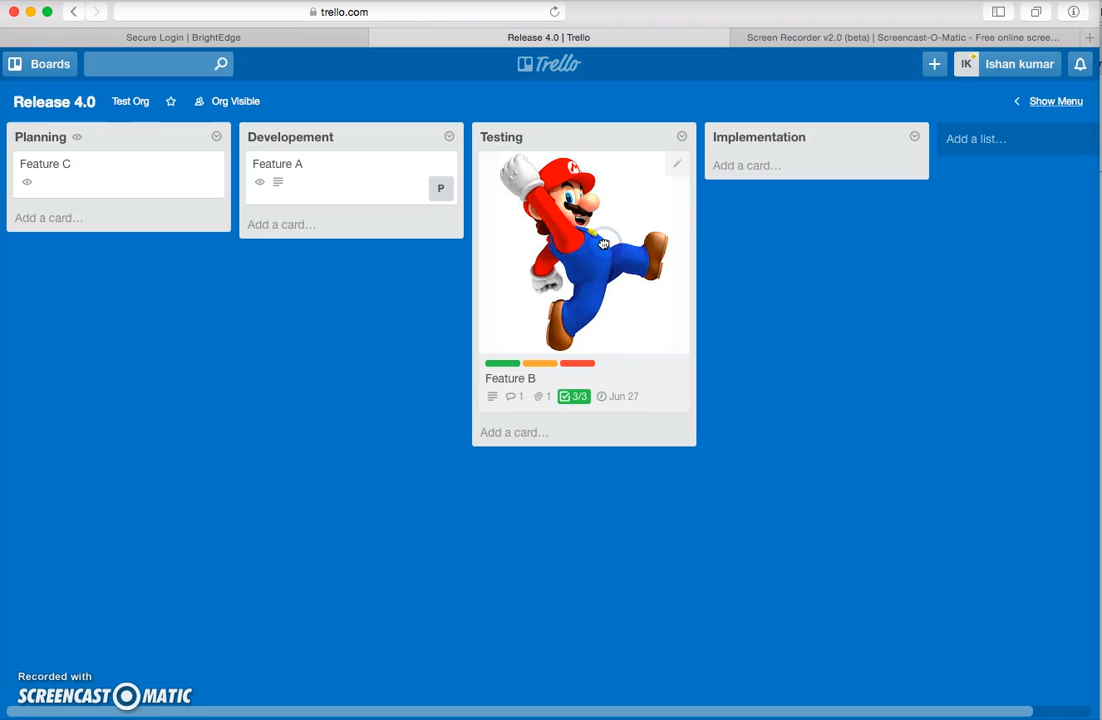 trello.com
Secure Login | BrightEdge
Release 4.0 | Trello
Screen Recorder v2.0 (beta) | Screencast-O-Matic - Free online scree...
Boards
Trello
IK Ishan kumar
Release 4.0 Test Org Org Visible
Show Menu
Planning
Feature C
Add a card...
Developement
Feature A
P
Add a card...
Testing
M
Feature B
1 1 3/3 Jun 27
Add a card...
Implementation
Add a card...
Add a list...
Recorded with
SCREENCAST-O-MATIC